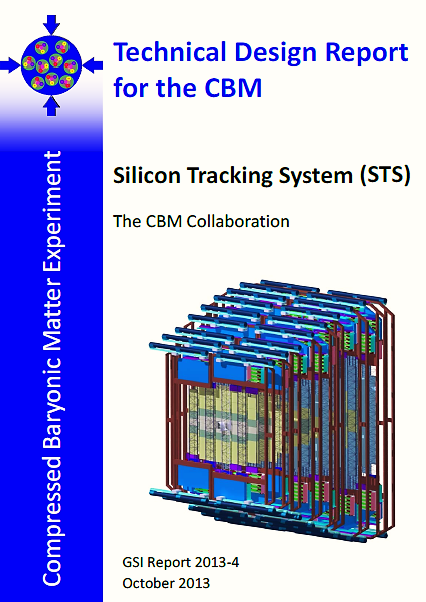 Technical Design Report
for the CBM
Silicon Tracking System (STS)
The CBM Collaboration
Compressed Baryonic Matter Experiment
GSI Report 2013-4
October 2013